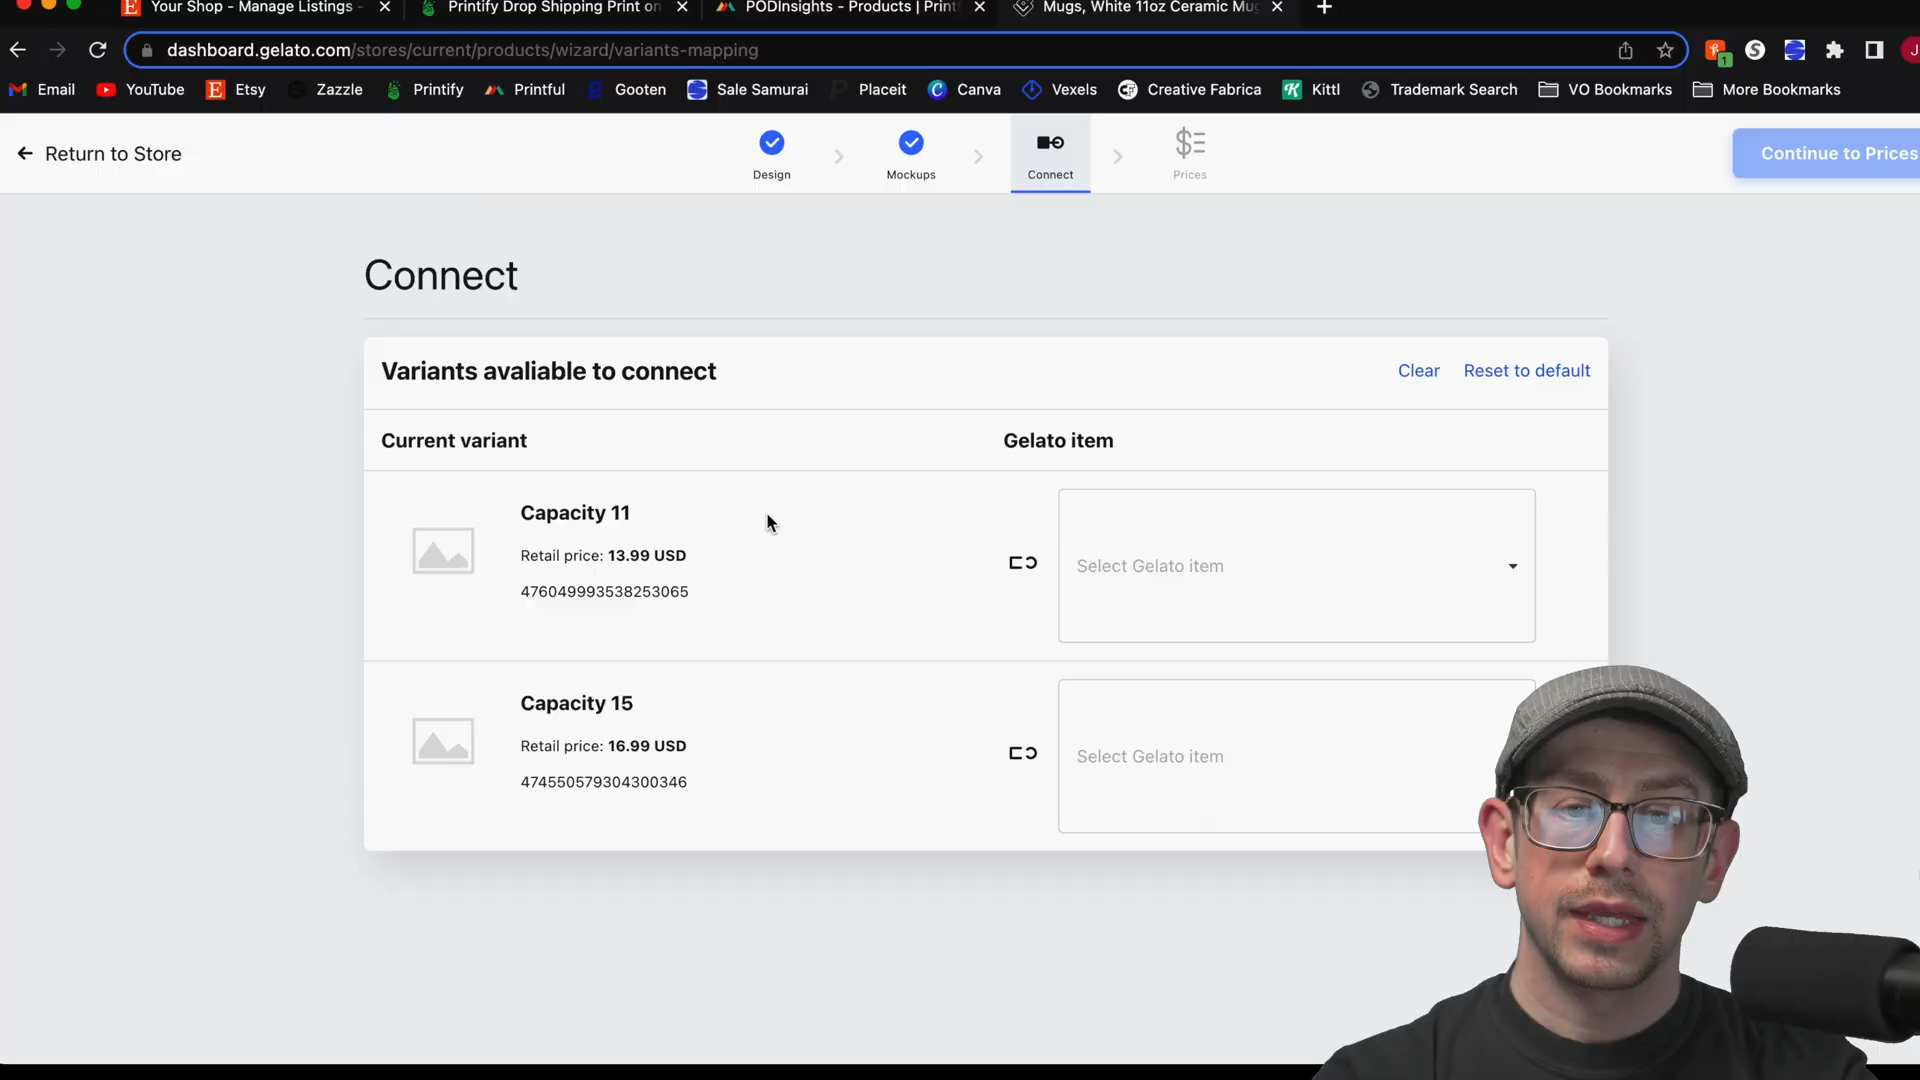 Your Shop - Manage Listings -
Printify Drop Shipping Print on
PODInsights - Products | Print
Mugs, White 11oz Ceramic Mu
dashboard.gelato.com/stores/current/products/wizard/variants-mapping
1
J
Email
YouTube
Etsy
Zazzle
Printify
Printful
Gooten
Sale Samurai
Placeit
Canva
Vexels
Creative Fabrica
Kittl
Trademark Search
VO Bookmarks
More Bookmarks
Return to Store
Design
Mockups
Connect
Prices
Continue to Prices
Connect
Variants avaliable to connect
Clear
Reset to default
Current variant
Gelato item
Capacity 11
Retail price: 13.99 USD
476049993538253065
Select Gelato item
Capacity 15
Retail price: 16.99 USD
474550579304300346
Select Gelato item